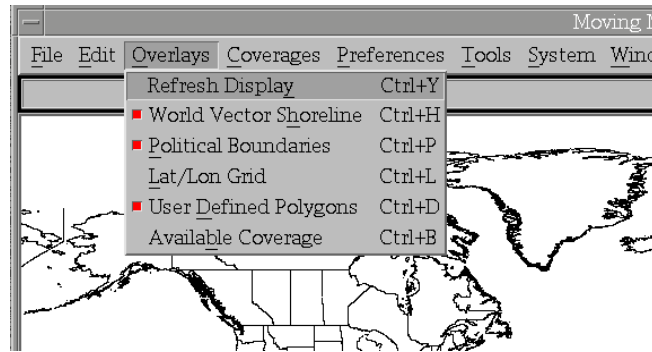 Moving
File Edit Overlays Coverages Preferences Tools System
Refresh Display Ctrl+Y
World Vector Shoreline Ctrl+H
Political Boundaries Ctrl+P
Lat/Lon Grid Ctrl+L
User Defined Polygons Ctrl+D
Available Coverage Ctrl+B